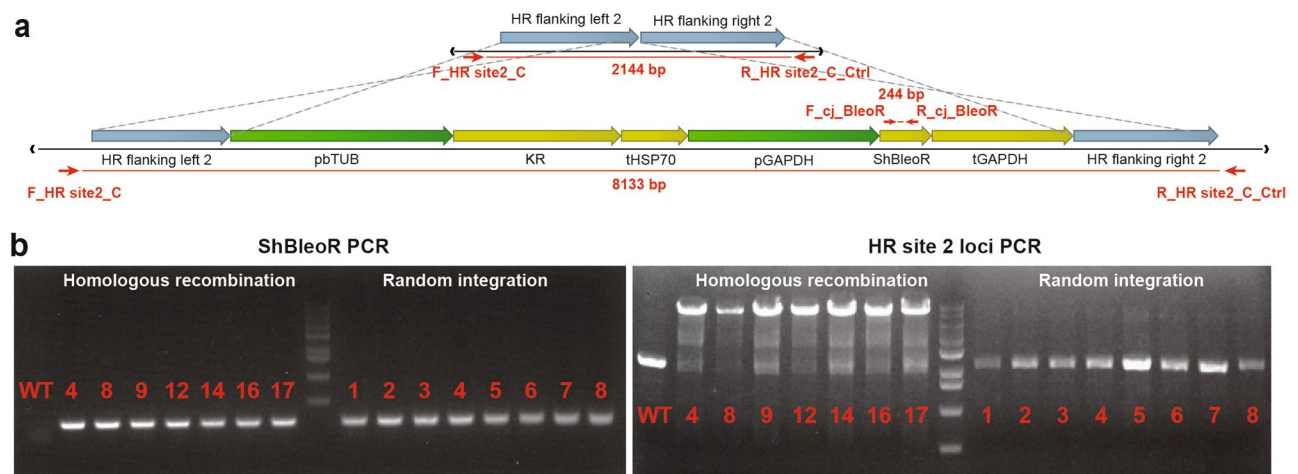 a
HR flanking left 2 HR flanking right 2
F_HR site2_C 2144 bp R_HR site2_C_Ctrl
244 bp
F_cj_BleoR R_cj_BleoR
HR flanking left 2 pbTUB KR tHSP70 pGAPDH ShBleoR tGAPDH HR flanking right 2
F_HR site2_C 8133 bp R_HR site2_C_Ctrl
b
ShBleoR PCR
Homologous recombination Random integration
WT 4 8 9 12 14 16 17 1 2 3 4 5 6 7 8
HR site 2 loci PCR
Homologous recombination Random integration
WT 4 8 9 12 14 16 17 1 2 3 4 5 6 7 8